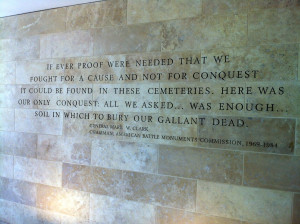 IF EVER PROOF WERE NEEDED THAT WE
FOUGHT FOR A CAUSE AND NOT FOR CONQUEST
IT COULD BE FOUND IN THESE CEMETERIES. HERE WAS
OUR ONLY CONQUEST: ALL WE ASKED... WAS ENOUGH...
SOIL IN WHICH TO BURY OUR GALLANT DEAD.
GENERAL MARK W. CLARK
CHAIRMAN, AMERICAN BATTLE MONUMENTS COMMISSION, 1969-1984